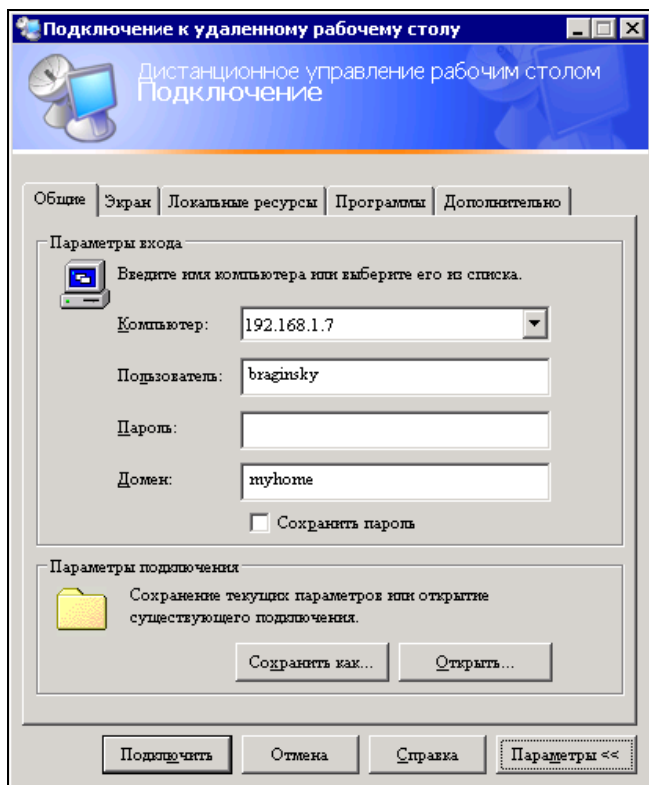 Подключение к удаленному рабочему столу
Дистанционное управление рабочим столом
Подключение
Общие Экран Локальные ресурсы Программы Дополнительно
Параметры входа
Введите имя компьютера или выберите его из списка.
Компьютер: 192.168.1.7
Пользователь: braginsky
Пароль:
Домен: myhome
Сохранить пароль
Параметры подключения
Сохранение текущих параметров или открытие
существующего подключения.
Сохранить как... Открыть...
Подключить Отмена Справка Параметры <<